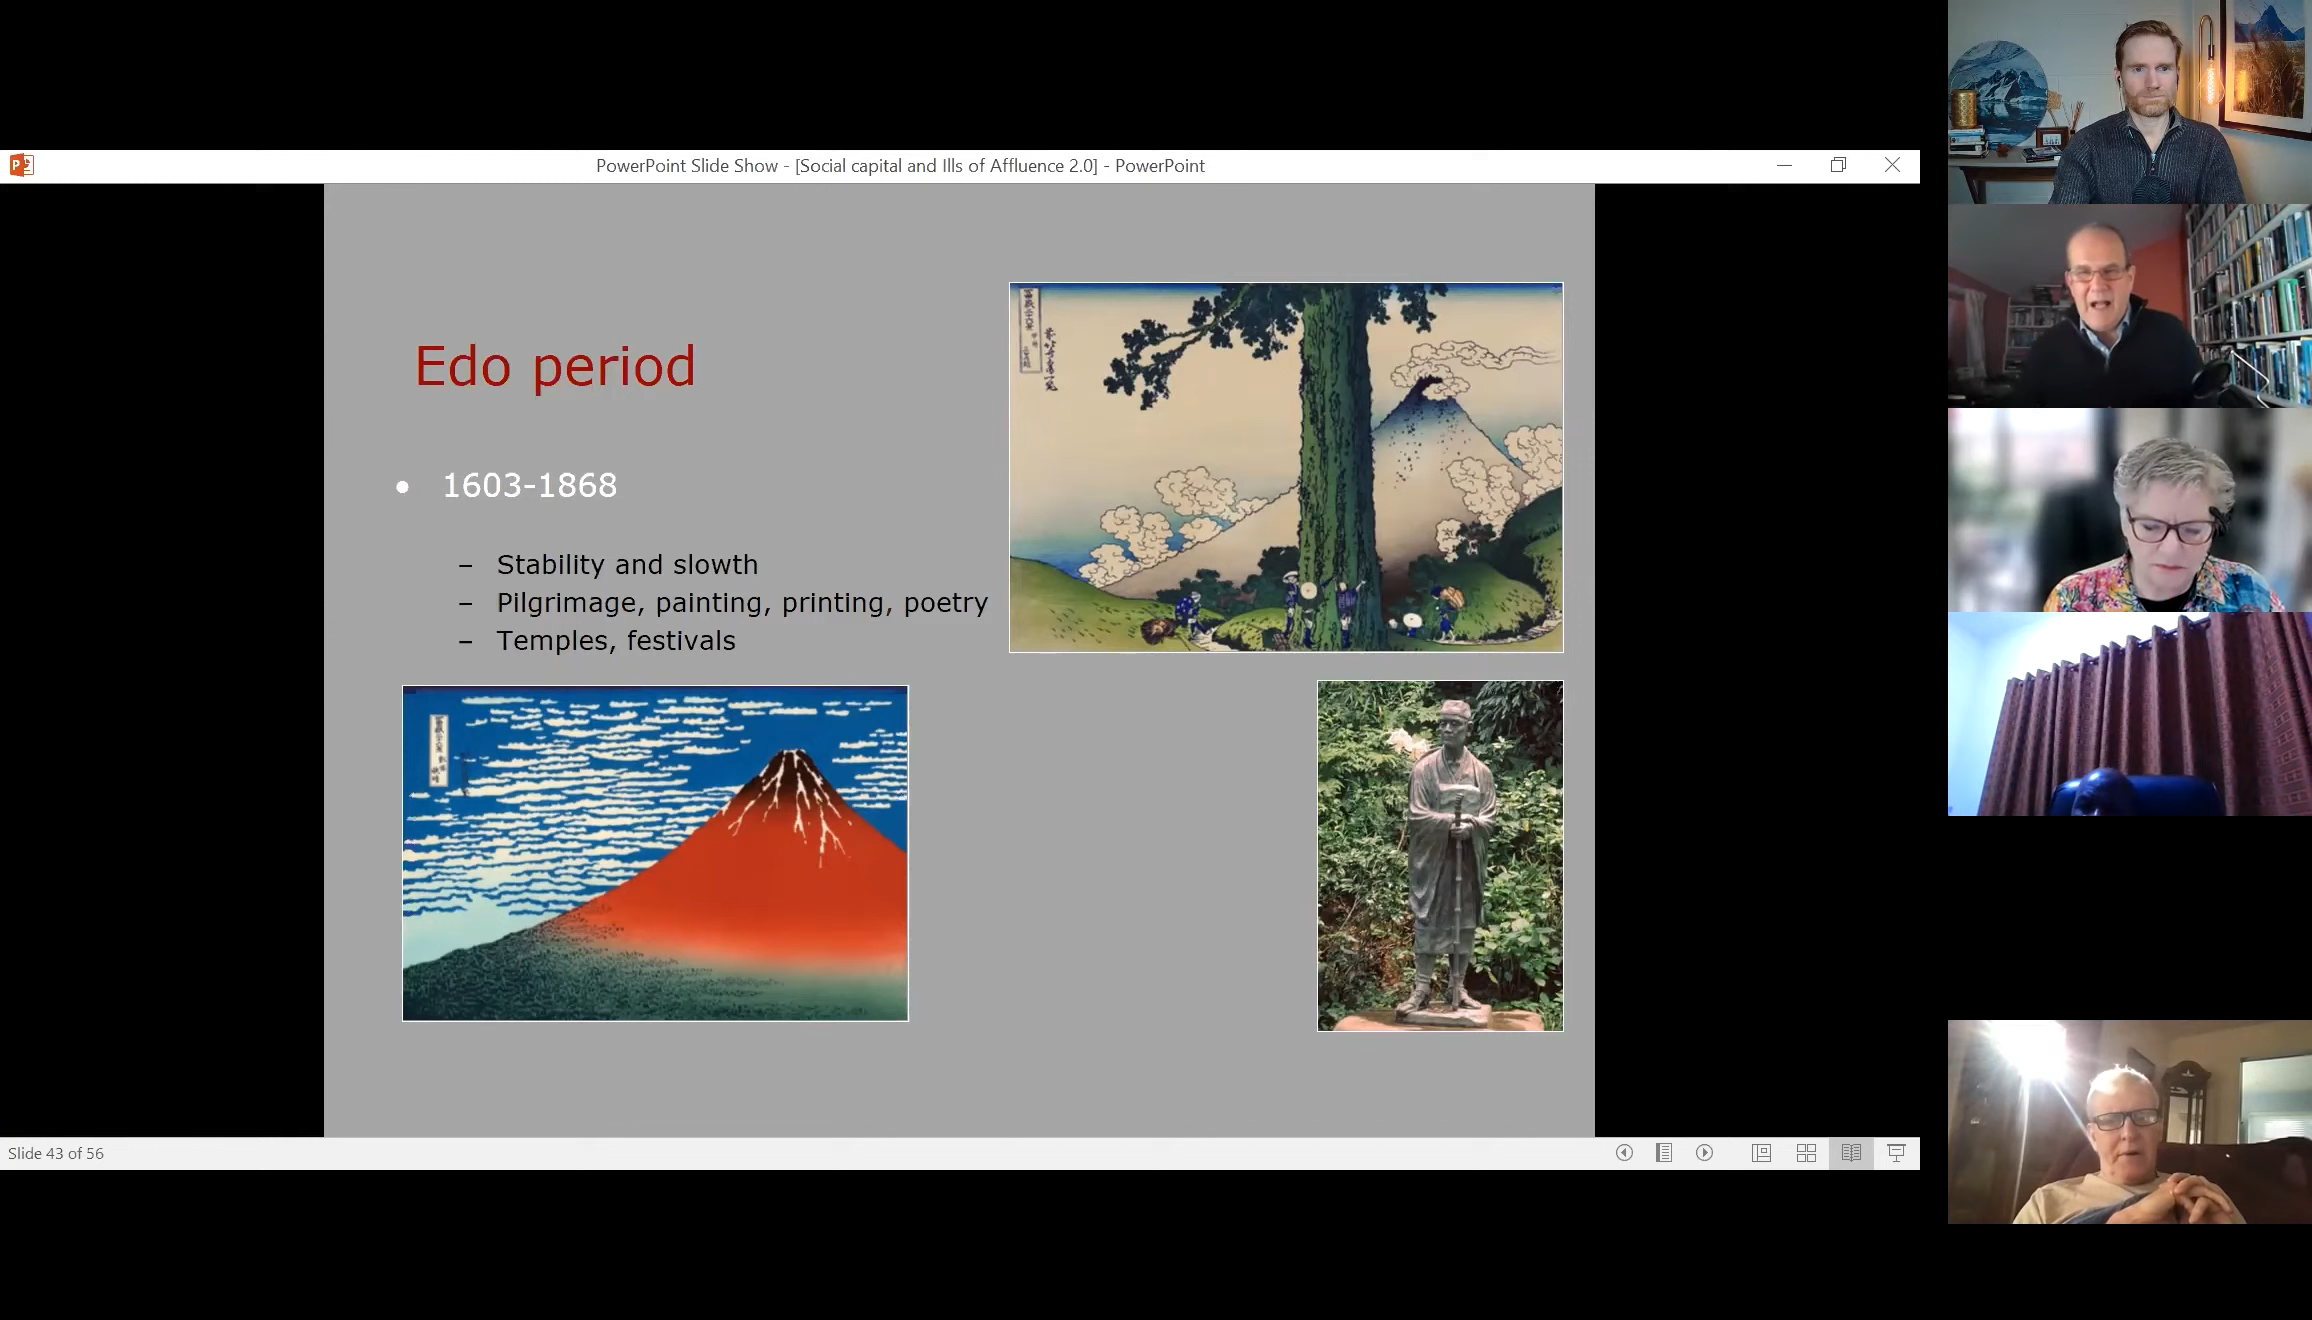 PowerPoint Slide Show - [Social capital and Ills of Affluence 2.0] - PowerPoint
Edo period
• 1603-1868
– Stability and slowth
– Pilgrimage, painting, printing, poetry
– Temples, festivals
Slide 43 of 56